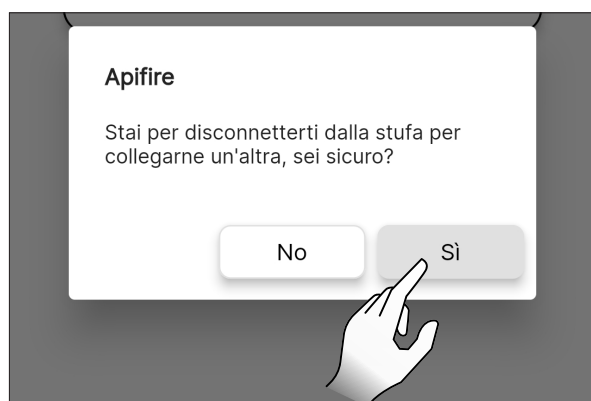 Apifire
Stai per disconnetterti dalla stufa per
collegarne un'altra, sei sicuro?
No
Sì